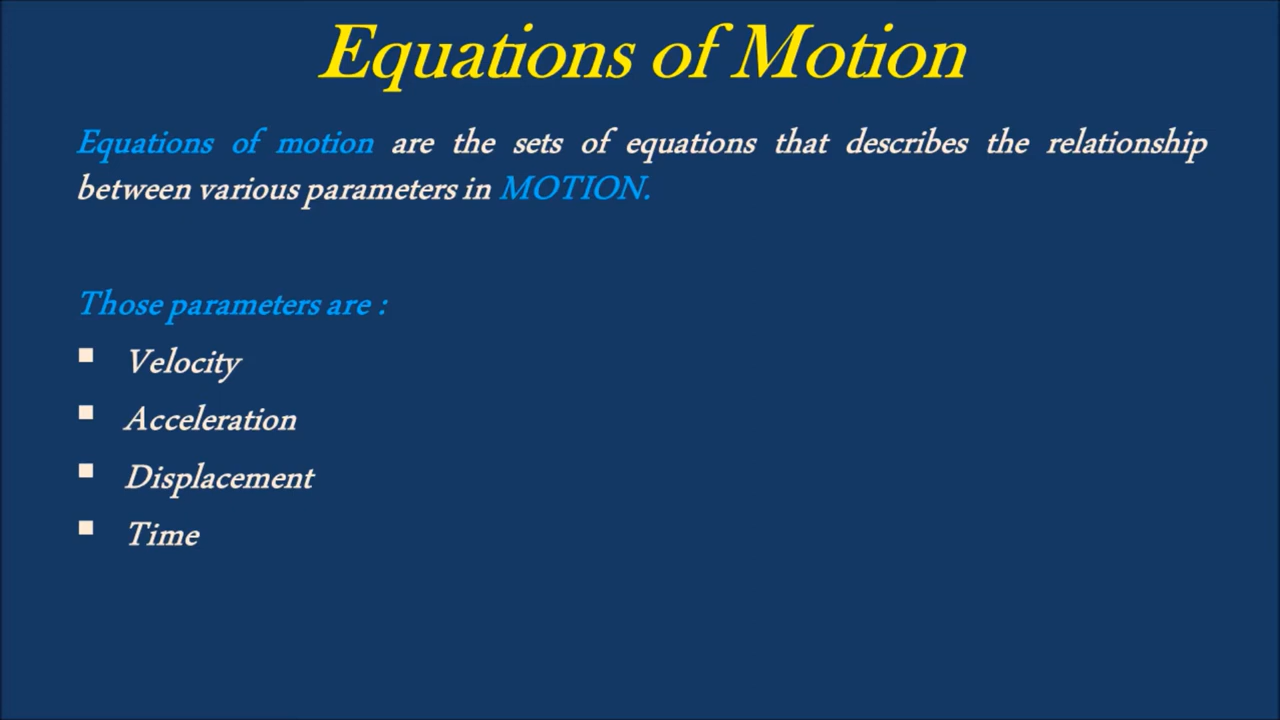 Equations of Motion
Equations of motion are the sets of equations that describes the relationship
between various parameters in MOTION.
Those parameters are :
▪ Velocity
▪ Acceleration
▪ Displacement
▪ Time